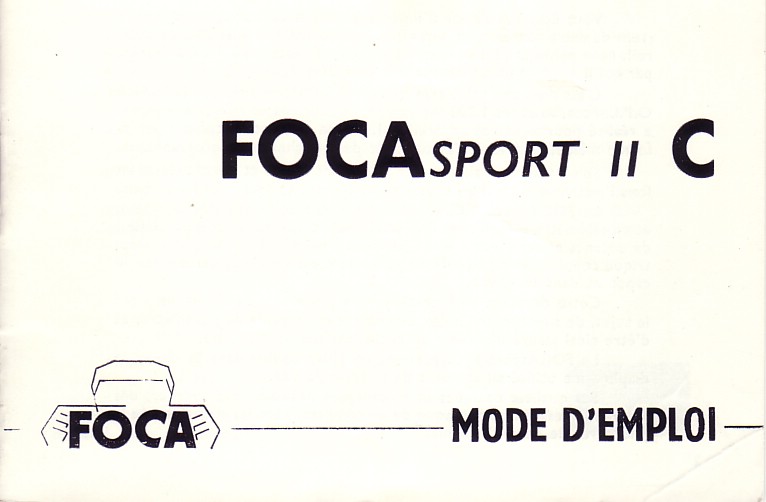 FOCASPORT II C
FOCA
MODE D'EMPLOI